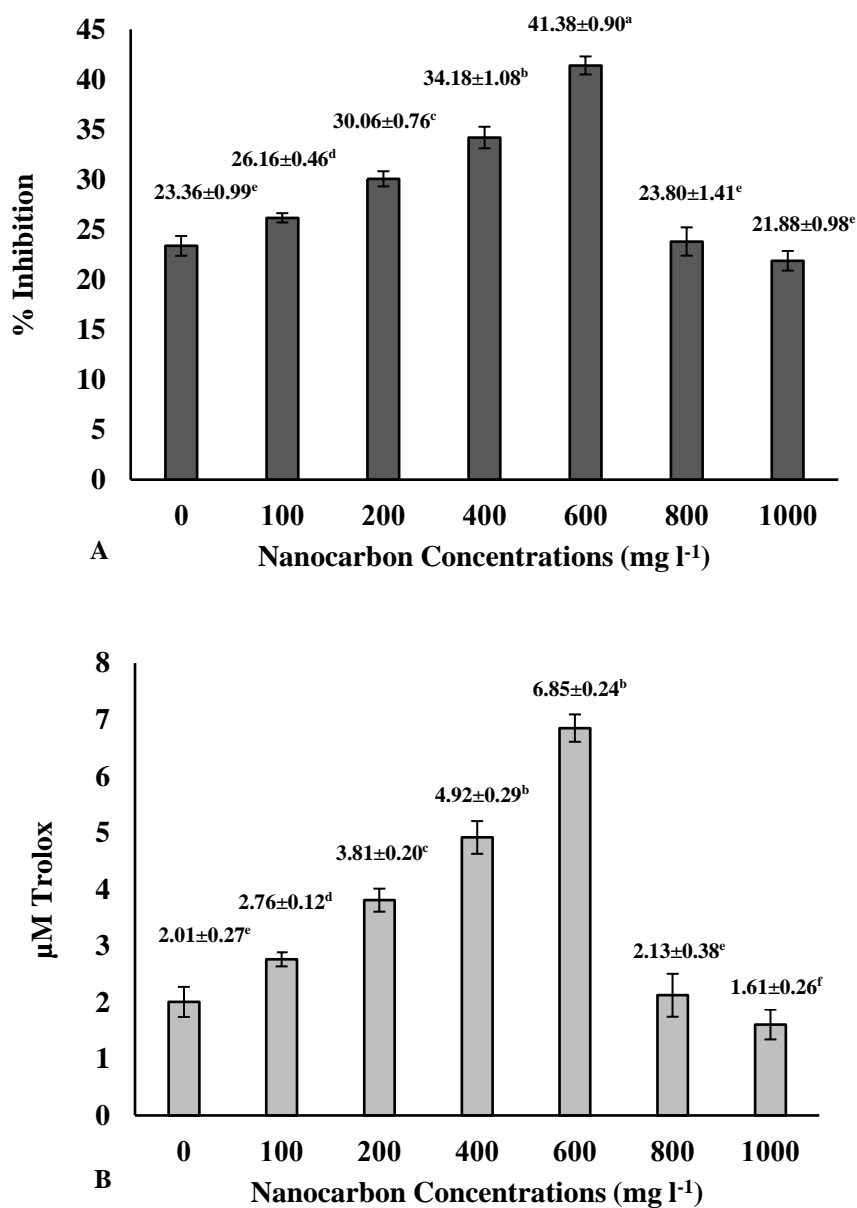 45
40
35
30
25
20
15
10
5
0
% Inhibition
23.36±0.99ᵉ
26.16±0.46ᵈ
30.06±0.76ᶜ
34.18±1.08ᵇ
41.38±0.90ᵃ
23.80±1.41ᵉ
21.88±0.98ᵉ
0 100 200 400 600 800 1000
A
Nanocarbon Concentrations (mg l⁻¹)
8
7
6
5
4
3
2
1
0
µM Trolox
2.01±0.27ᵉ
2.76±0.12ᵈ
3.81±0.20ᶜ
4.92±0.29ᵇ
6.85±0.24ᵇ
2.13±0.38ᵉ
1.61±0.26ᶠ
0 100 200 400 600 800 1000
B
Nanocarbon Concentrations (mg l⁻¹)